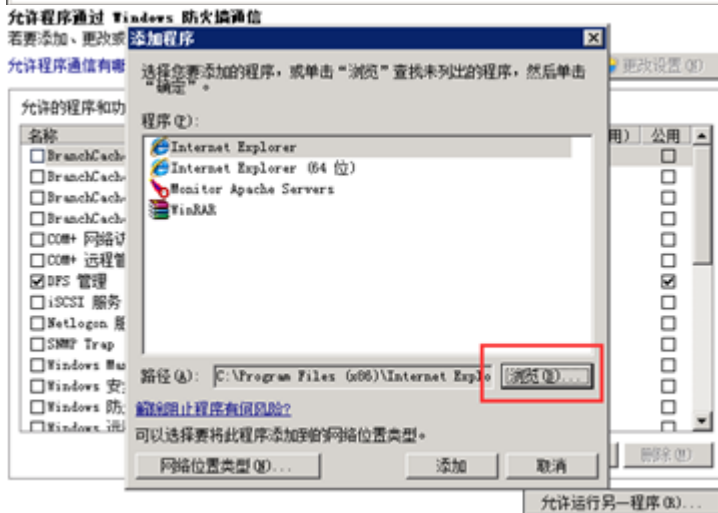 允许程序通过 Windows 防火墙通信
若要添加、更改或
添加程序
允许程序通信有哪
更改设置(N)
选择您要添加的程序，或单击“浏览”查找未列出的程序，然后单击
“确定”。
允许的程序和功
程序(P):
名称
用)
公用
Internet Explorer
BranchCach
Internet Explorer (64 位)
BranchCach
Monitor Apache Servers
BranchCach
WinRAR
BranchCach
COM+ 网络访
COM+ 远程管
DFS 管理
iSCSI 服务
Netlogon 服
SNMP Trap
Windows
路径(A):
C:\Program Files (x86)\Internet Explo
浏览(B)...
Windows 安
Windows 防
解除阻止程序有何风险?
Windows 远
可以选择要将此程序添加到的网络位置类型。
网络位置类型(N)...
添加
取消
删除(M)
允许运行另一程序(R)...